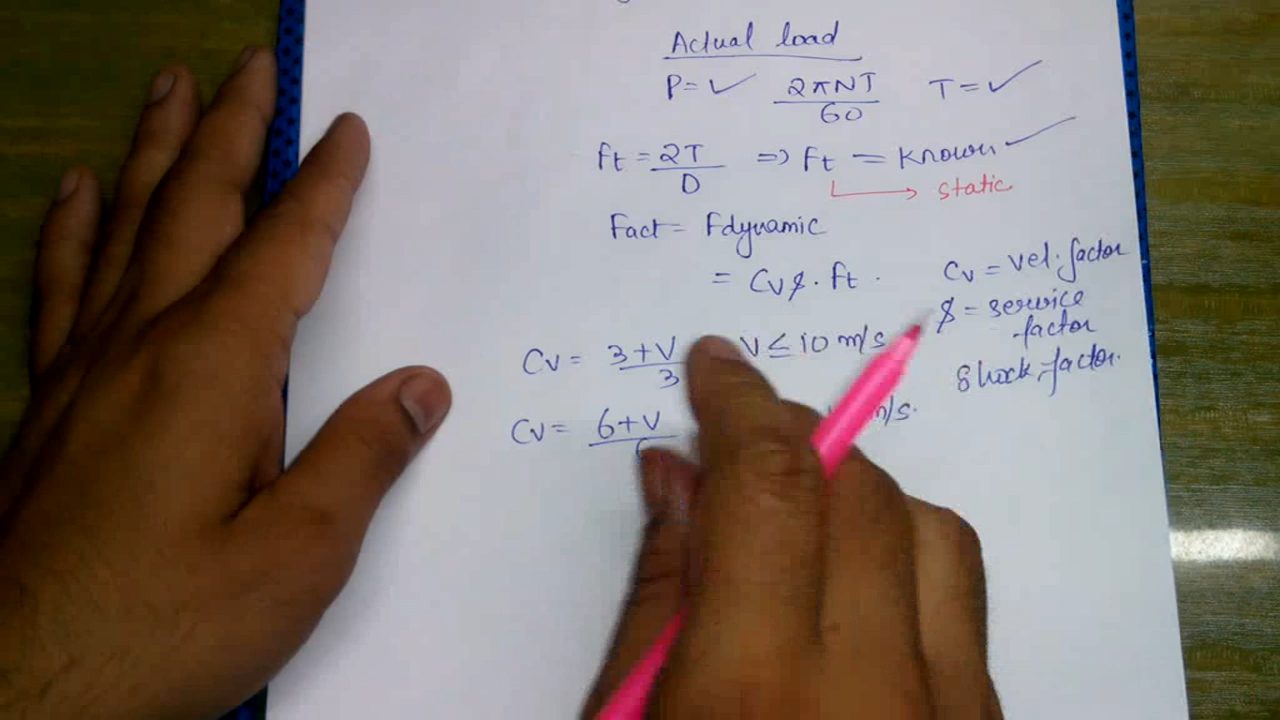 Actual load
P = ✓ 2πNT/60 T = ✓
Ft = 2T/D ⇒ Ft = Known ✓
static
Fact = Fdynamic
= Cv $ . ft .
Cv = vel. factor
$ = service
factor
Shock factor.
Cv = 3+V/3 V ≤ 10 m/s
Cv = 6+V m/s.